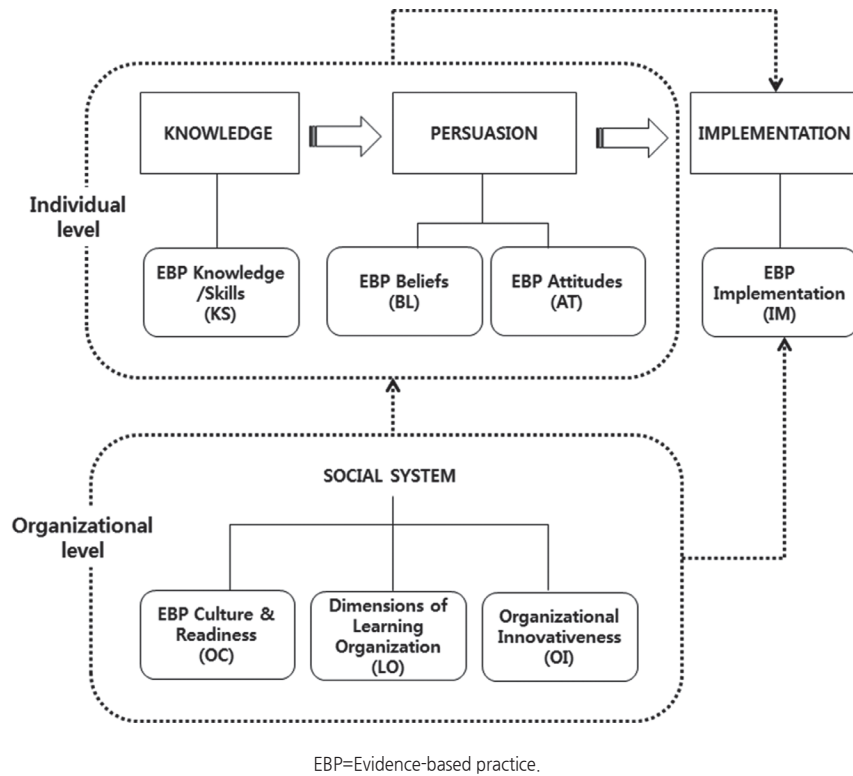 KNOWLEDGE
PERSUASION
IMPLEMENTATION
Individual
level
EBP Knowledge
/Skills
(KS)
EBP Beliefs
(BL)
EBP Attitudes
(AT)
EBP
Implementation
(IM)
SOCIAL SYSTEM
Organizational
level
EBP Culture &
Readiness
(OC)
Dimensions of
Learning
Organization
(LO)
Organizational
Innovativeness
(OI)
EBP=Evidence-based practice.